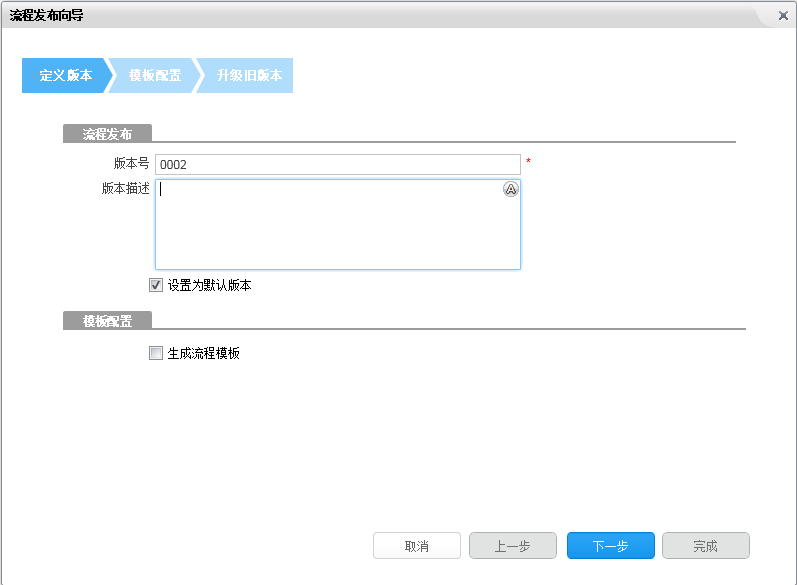 流程发布向导
定义版本 模板配置 升级旧版本
流程发布
版本号 0002 *
版本描述
A
设置为默认版本
模板配置
生成流程模板
取消 上一步 下一步 完成